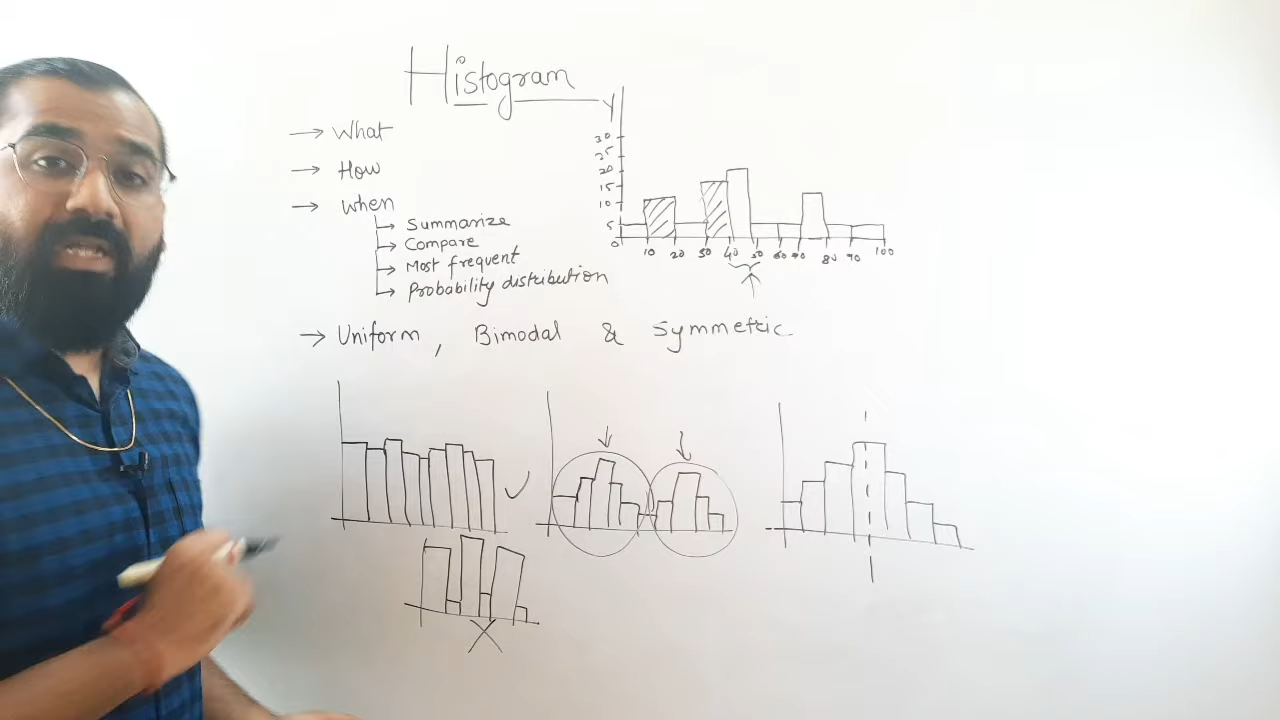 Histogram
→ What
→ How
→ when
→ Summarize
→ Compare
→ Most frequent
→ Probability distribution
Y
30
25
20
15
10
5
0
10 20 30 40 50 60 70 80 90 100
→ Uniform, Bimodal & Symmetric